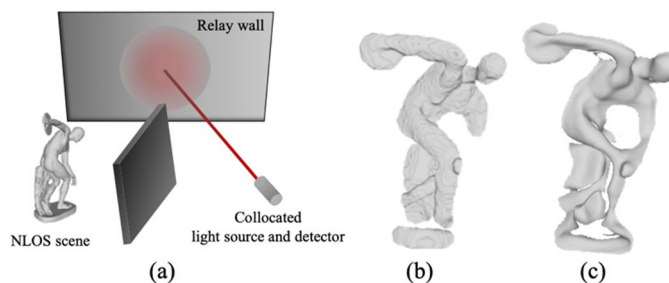 Relay wall
NLOS scene
Collocated
light source and detector
(a)
(b)
(c)